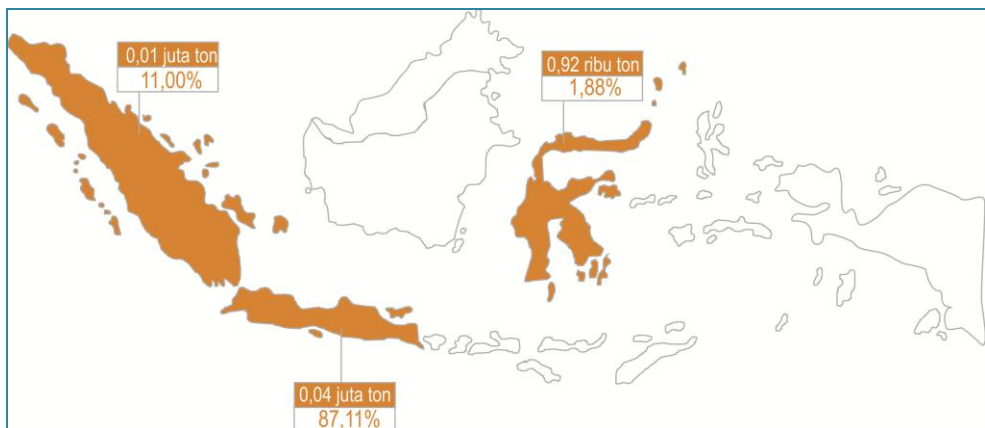 0,01 juta ton
11,00%
0,92 ribu ton
1,88%
0,04 juta ton
87,11%